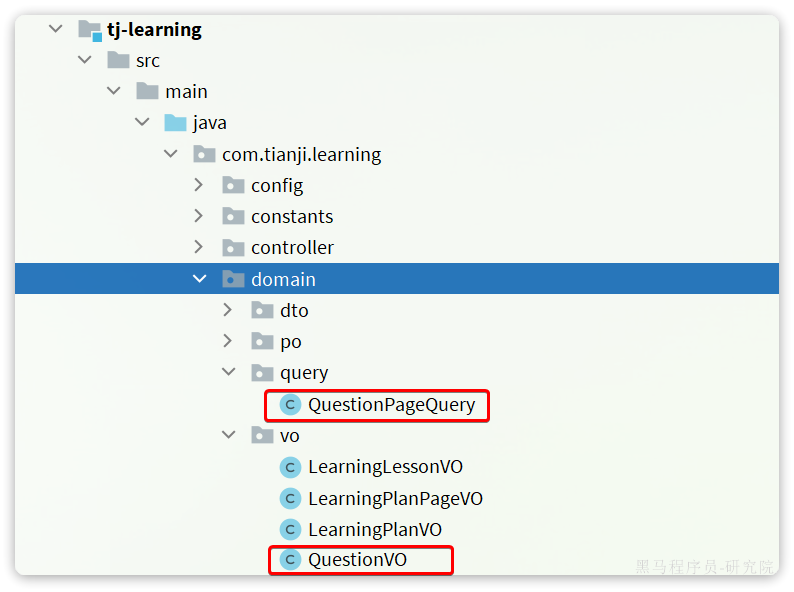 tj-learning
src
main
java
com.tianji.learning
config
constants
controller
domain
dto
po
query
C QuestionPageQuery
vo
C LearningLessonVO
C LearningPlanPageVO
C LearningPlanVO
C QuestionVO
黑马程序员-研究院